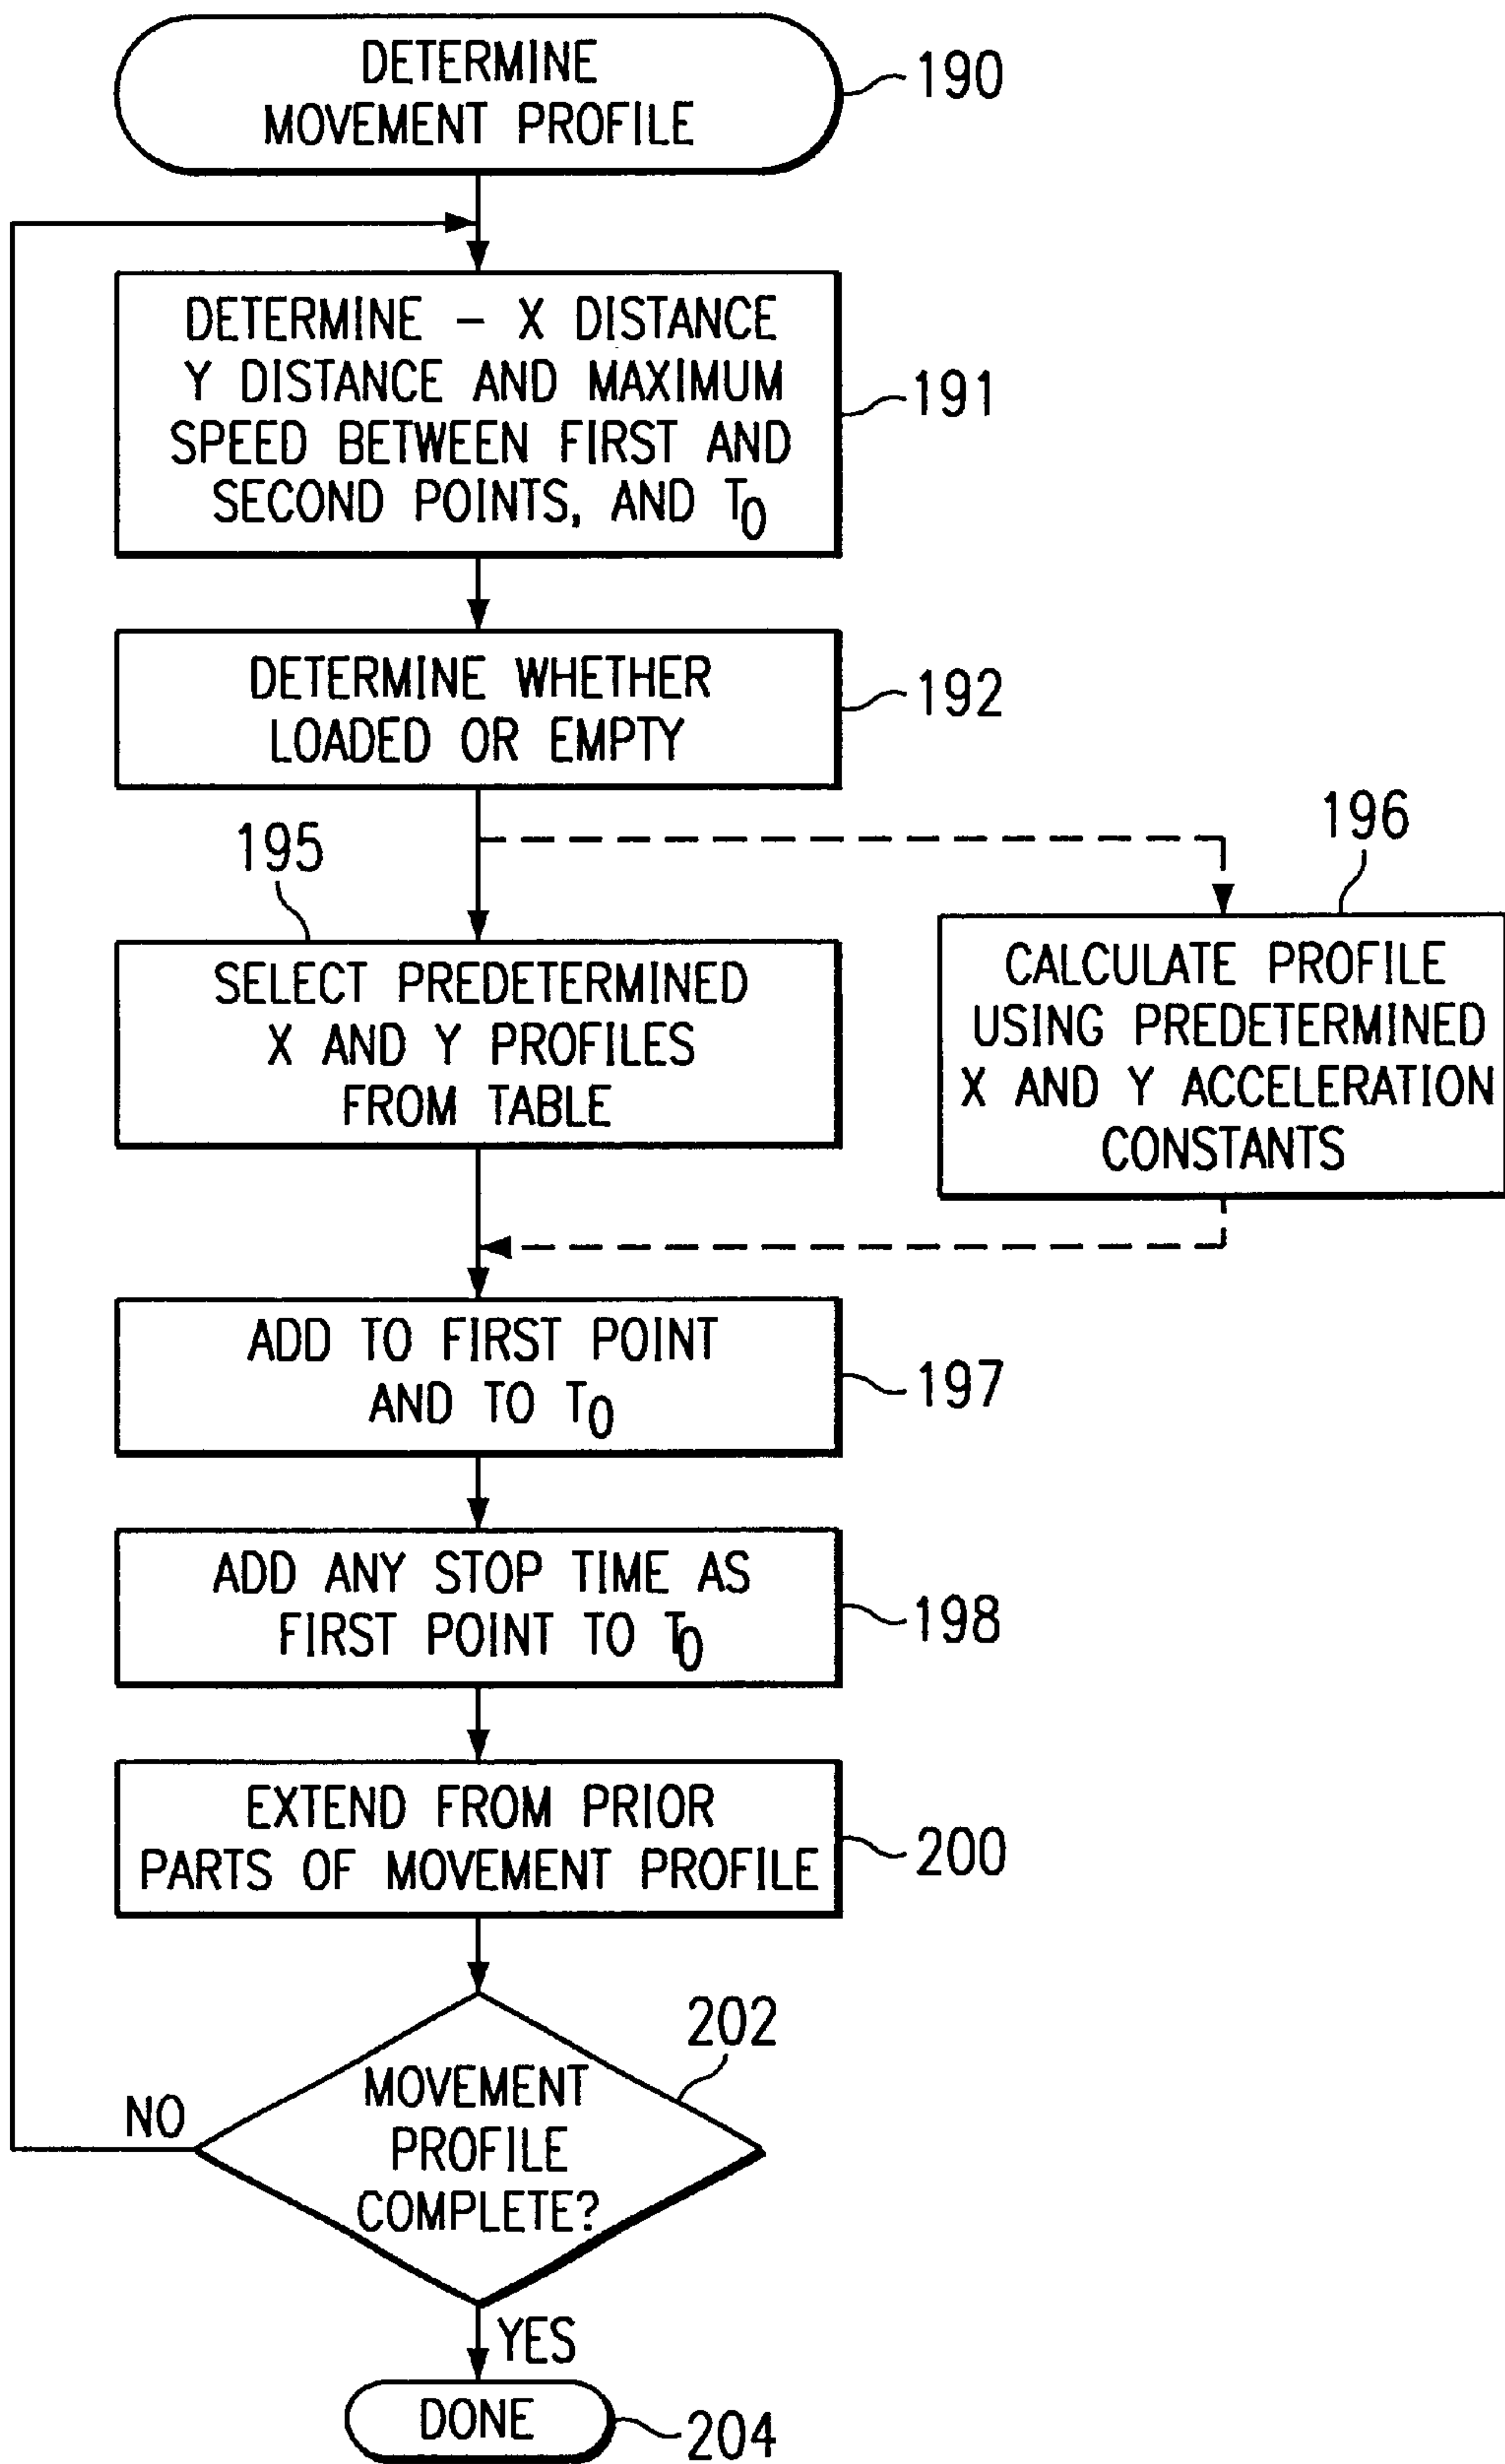 DETERMINE
MOVEMENT PROFILE
190
DETERMINE – X DISTANCE
Y DISTANCE AND MAXIMUM
SPEED BETWEEN FIRST AND
SECOND POINTS, AND T0
191
DETERMINE WHETHER
LOADED OR EMPTY
192
195
SELECT PREDETERMINED
X AND Y PROFILES
FROM TABLE
196
CALCULATE PROFILE
USING PREDETERMINED
X AND Y ACCELERATION
CONSTANTS
ADD TO FIRST POINT
AND TO T0
197
ADD ANY STOP TIME AS
FIRST POINT TO T0
198
EXTEND FROM PRIOR
PARTS OF MOVEMENT PROFILE
200
202
MOVEMENT
PROFILE
COMPLETE?
NO
YES
DONE
204